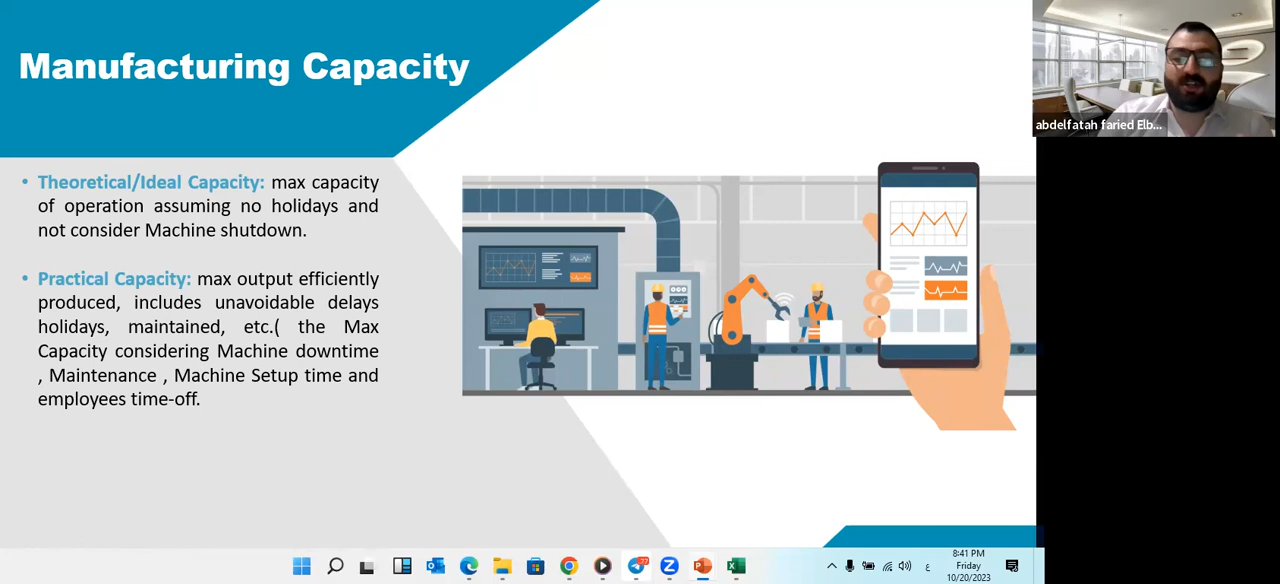 Manufacturing Capacity
abdelfatah faried Elb...
• Theoretical/Ideal Capacity: max capacity
of operation assuming no holidays and
not consider Machine shutdown.
• Practical Capacity: max output efficiently
produced, includes unavoidable delays
holidays, maintained, etc.( the Max
Capacity considering Machine downtime
, Maintenance , Machine Setup time and
employees time-off.
8:41 PM
Friday
10/20/2023
ع